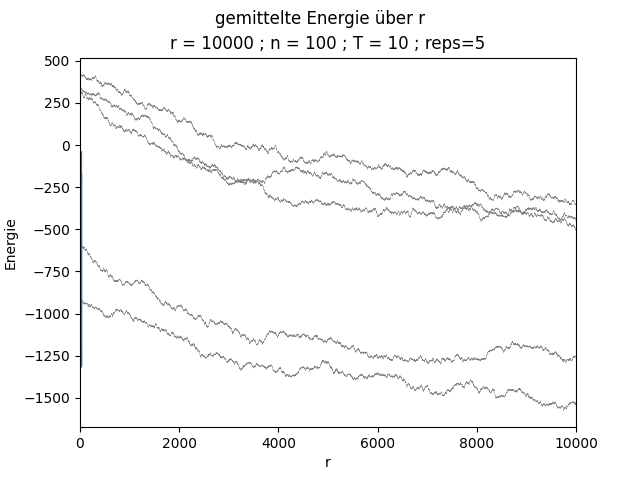 gemittelte Energie über r
r = 10000 ; n = 100 ; T = 10 ; reps=5
500
250
0
−250
−500
−750
−1000
−1250
−1500
Energie
0 2000 4000 6000 8000 10000
r